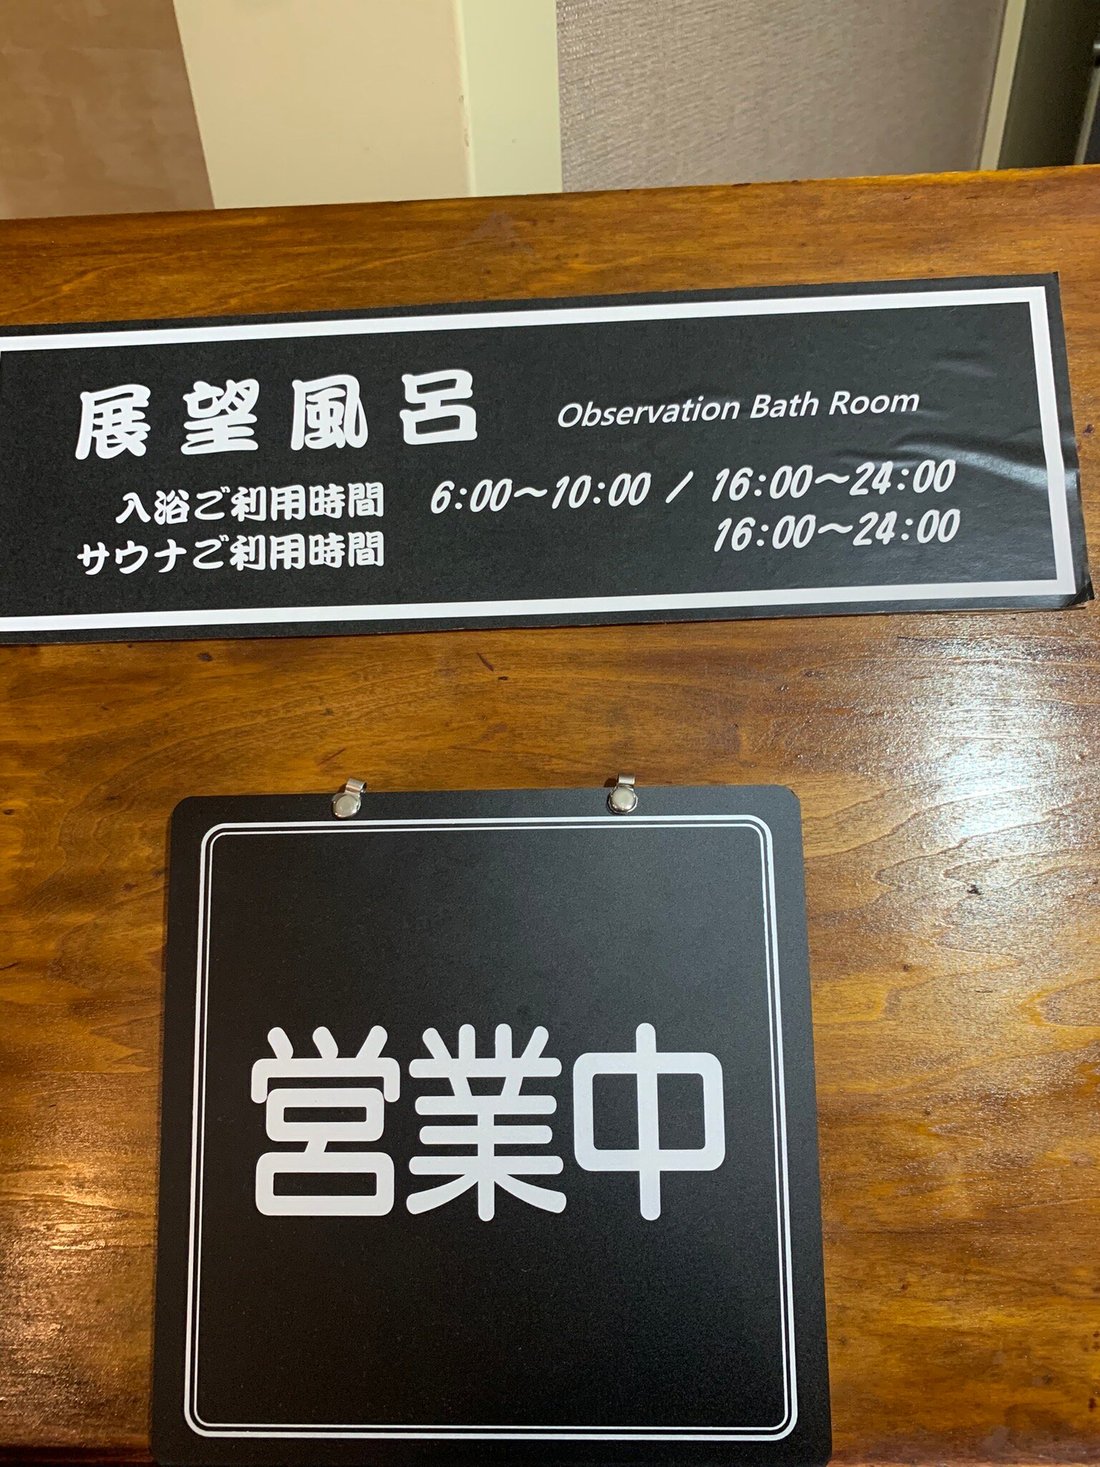 展望風呂 Observation Bath Room
入浴ご利用時間 6:00～10:00 / 16:00～24:00
サウナご利用時間 16:00～24:00
営業中